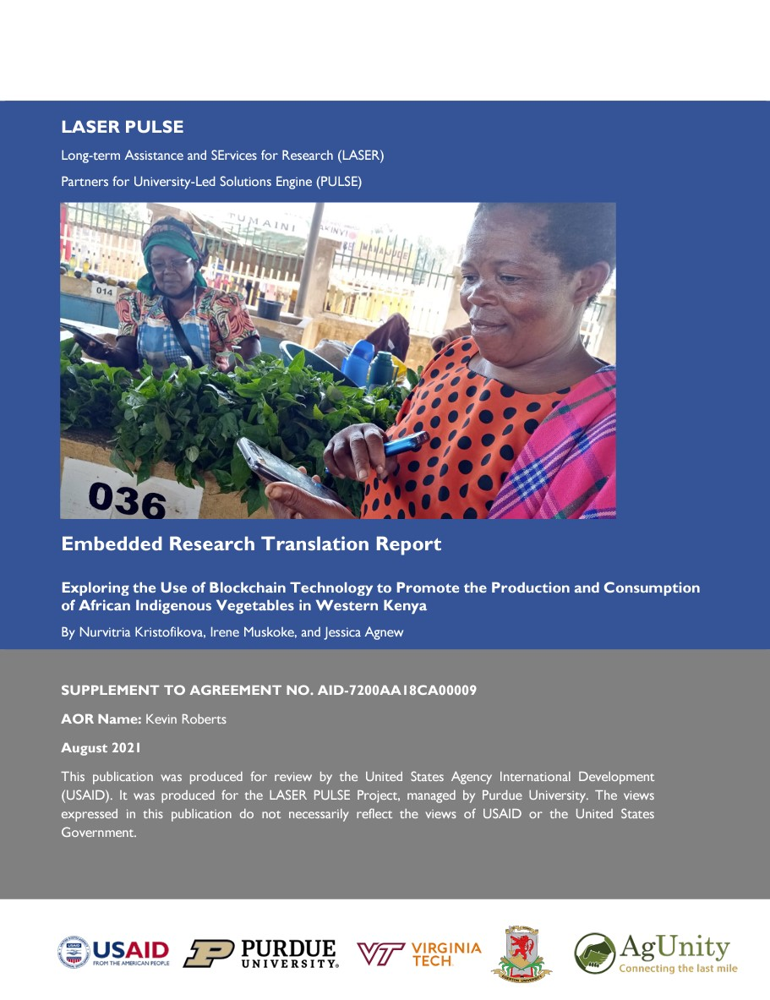 LASER PULSE
Long-term Assistance and SErvices for Research (LASER)
Partners for University-Led Solutions Engine (PULSE)
TUMAINI
014
036
Embedded Research Translation Report
Exploring the Use of Blockchain Technology to Promote the Production and Consumption
of African Indigenous Vegetables in Western Kenya
By Nurvitria Kristofikova, Irene Muskoke, and Jessica Agnew
SUPPLEMENT TO AGREEMENT NO. AID-7200AA18CA00009
AOR Name: Kevin Roberts
August 2021
This publication was produced for review by the United States Agency International Development
(USAID). It was produced for the LASER PULSE Project, managed by Purdue University. The views
expressed in this publication do not necessarily reflect the views of USAID or the United States
Government.
USAID
FROM THE AMERICAN PEOPLE
PURDUE
UNIVERSITY®
VT
VIRGINIA
TECH
EGERTON UNIVERSITY
AgUnity
Connecting the last mile